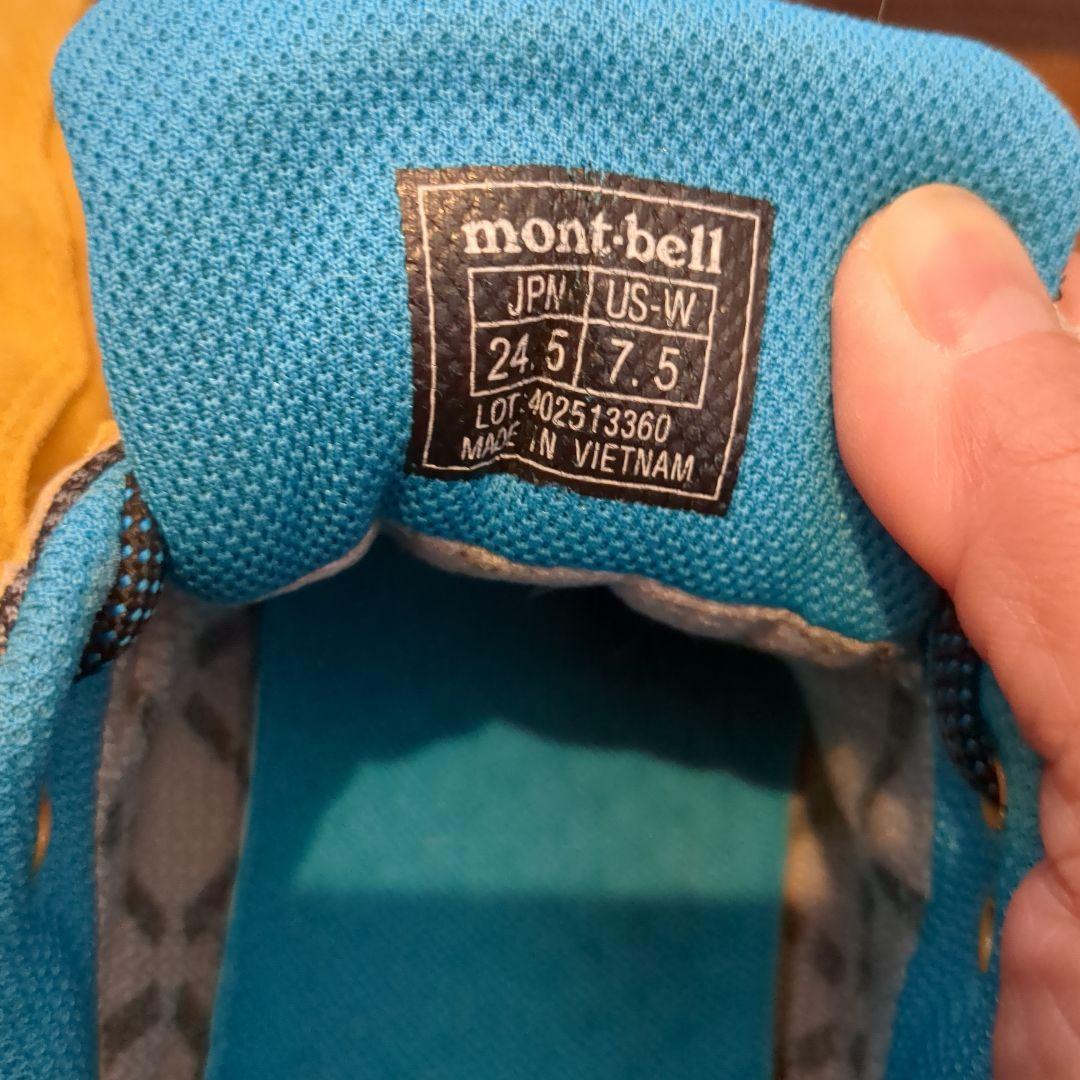 mont-bell
JPN US-W
24.5 7.5
LOT.402513360
MADE IN VIETNAM